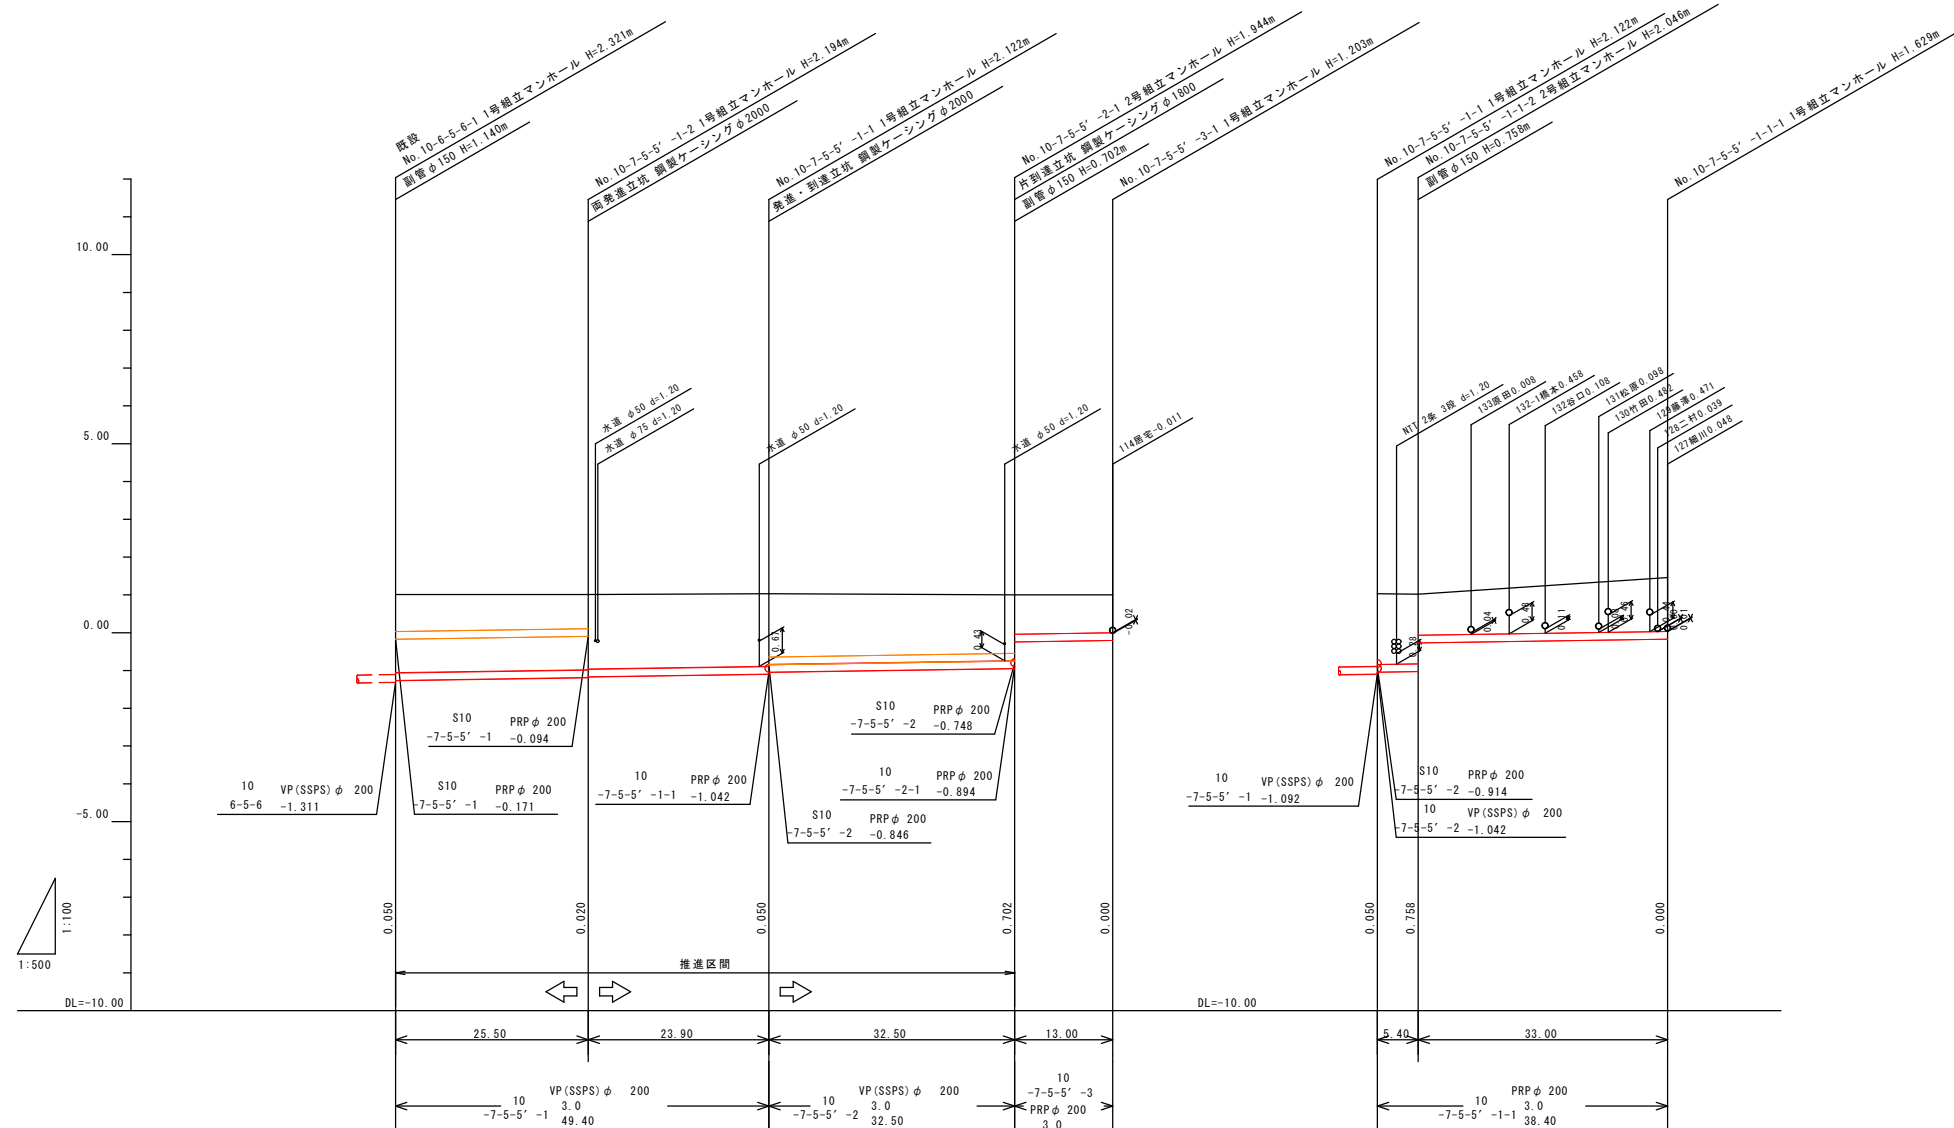 既設
No.10-6-5-6-1 1号組立マンホール H=2.321m
副管φ150 H=1.140m
No.10-7-5-5′-1-2 1号組立マンホール H=2.194m
両発進立坑 鋼製ケーシングφ2000
No.10-7-5-5′-1-1 1号組立マンホール H=2.122m
発進・到達立坑 鋼製ケーシングφ2000
No.10-7-5-5′-2-1 2号組立マンホール H=1.944m
片到達立坑 鋼製ケーシングφ1800
副管φ150 H=0.702m
No.10-7-5-5′-3-1 1号組立マンホール H=1.203m
No.10-7-5-5′-1-1 1号組立マンホール H=2.122m
No.10-7-5-5′-1-1-2 2号組立マンホール H=2.046m
副管φ150 H=0.758m
No.10-7-5-5′-1-1-1 1号組立マンホール H=1.629m
10.00
5.00
0.00
-5.00
DL=-10.00
水道 φ50 d=1.20
水道 φ75 d=1.20
水道 φ50 d=1.20
水道 φ50 d=1.20
114居宅-0.011
NTT 2条 3段 d=1.20
133原田0.008
132-1橋本0.458
132谷口0.108
131松原0.098
130竹田0.482
129藤澤0.471
128二村0.039
127細川0.048
0.67
0.43
-0.02
0.28
0.04
0.48
0.11
0.46
0.01
S10
-7-5-5′-1
PRPφ 200
-0.094
10
6-5-6
VP(SSPS)φ 200
-1.311
S10
-7-5-5′-1
PRPφ 200
-0.171
10
-7-5-5′-1-1
PRPφ 200
-1.042
S10
-7-5-5′-2
PRPφ 200
-0.748
10
-7-5-5′-2-1
PRPφ 200
-0.894
S10
-7-5-5′-2
PRPφ 200
-0.846
10
-7-5-5′-1
VP(SSPS)φ 200
-1.092
S10
-7-5-5′-2
PRPφ 200
-0.914
10
-7-5-5′-2
VP(SSPS)φ 200
-1.042
1:100
1:500
0.050
0.020
0.050
0.702
0.000
0.050
0.758
0.000
推進区間
DL=-10.00
25.50
23.90
32.50
13.00
5.40
33.00
10
-7-5-5′-1
VP(SSPS)φ 200
3.0
49.40
10
-7-5-5′-2
VP(SSPS)φ 200
3.0
32.50
10
-7-5-5′-3
PRPφ 200
3.0
10
-7-5-5′-1-1
PRPφ 200
3.0
38.40